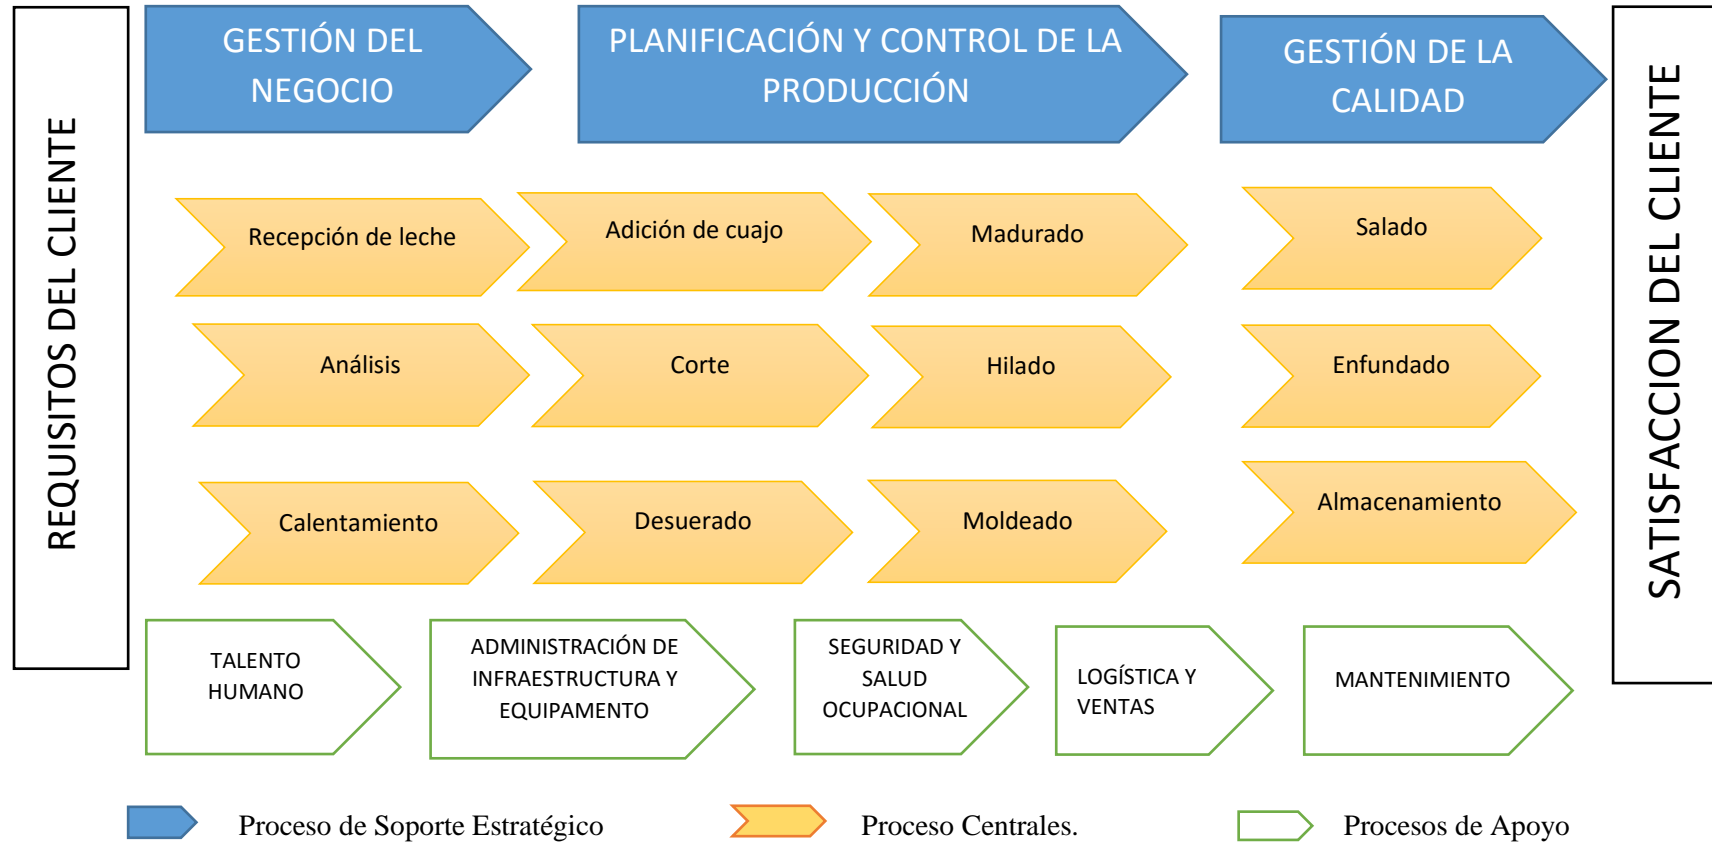 REQUISITOS DEL CLIENTE
GESTIÓN DEL
NEGOCIO
PLANIFICACIÓN Y CONTROL DE LA
PRODUCCIÓN
GESTIÓN DE LA
CALIDAD
SATISFACCION DEL CLIENTE
Recepción de leche
Adición de cuajo
Madurado
Salado
Análisis
Corte
Hilado
Enfundado
Calentamiento
Desuerado
Moldeado
Almacenamiento
TALENTO
HUMANO
ADMINISTRACIÓN DE
INFRAESTRUCTURA Y
EQUIPAMENTO
SEGURIDAD Y
SALUD
OCUPACIONAL
LOGÍSTICA Y
VENTAS
MANTENIMIENTO
Proceso de Soporte Estratégico
Proceso Centrales.
Procesos de Apoyo